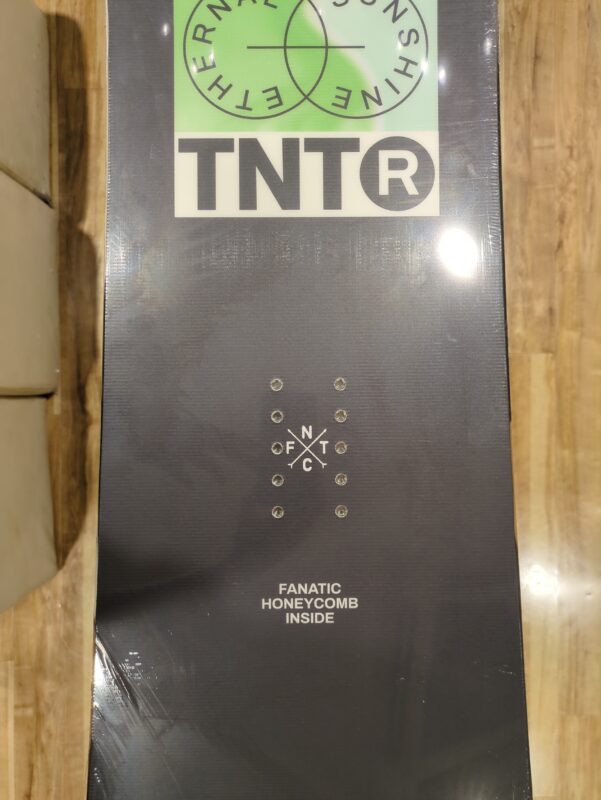 ETHERNAL SUNSHINE
TNT R
N
F T
C
FANATIC
HONEYCOMB
INSIDE